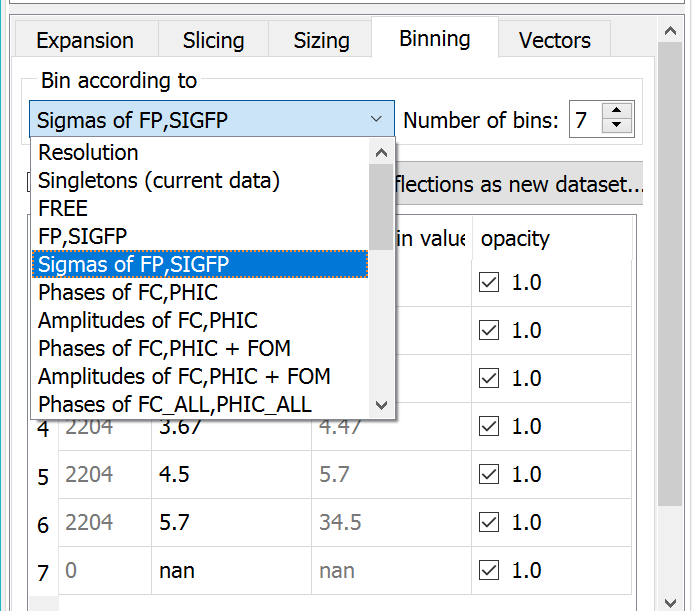 Expansion Slicing Sizing Binning Vectors
Bin according to
Sigmas of FP,SIGFP Number of bins: 7
Resolution
Singletons (current data)
flections as new dataset...
FREE
FP,SIGFP
in value opacity
Sigmas of FP,SIGFP
Phases of FC,PHIC
1.0
Amplitudes of FC,PHIC
1.0
Phases of FC,PHIC + FOM
Amplitudes of FC,PHIC + FOM
1.0
Phases of FC_ALL,PHIC_ALL
4 2204 3.67 4.47 1.0
5 2204 4.5 5.7 1.0
6 2204 5.7 34.5 1.0
7 0 nan nan 1.0